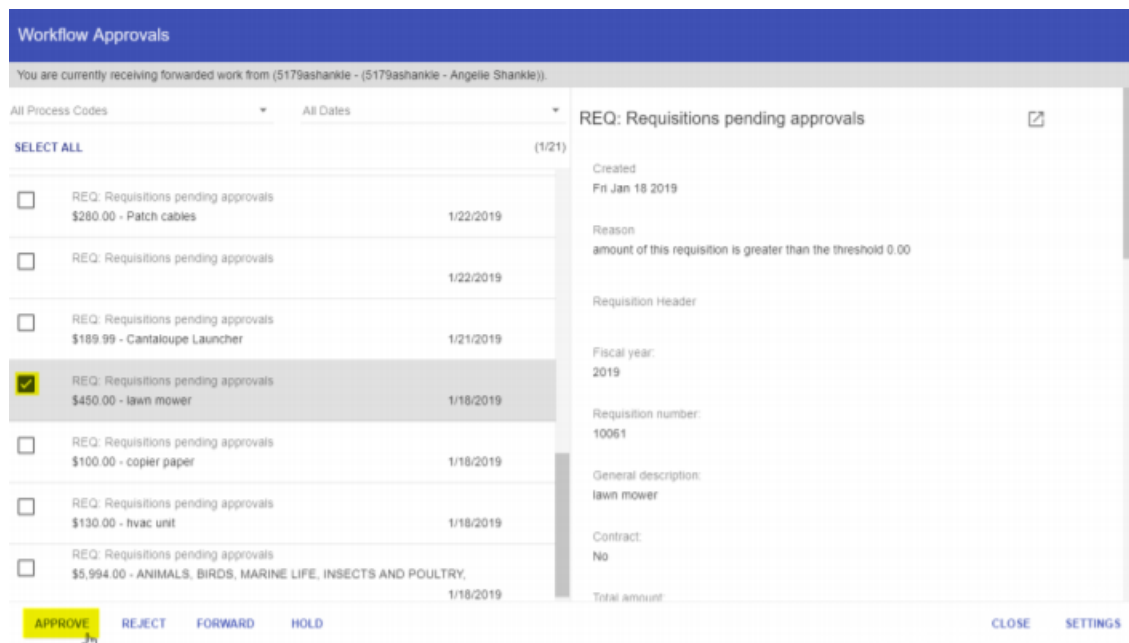 Workflow Approvals
You are currently receiving forwarded work from (5179ashankle - (5179ashankle - Angelie Shankle)).
All Process Codes
All Dates
SELECT ALL
(1/21)
REQ: Requisitions pending approvals
$280.00 - Patch cables
1/22/2019
REQ: Requisitions pending approvals
1/22/2019
REQ: Requisitions pending approvals
$189.99 - Cantaloupe Launcher
1/21/2019
REQ: Requisitions pending approvals
$450.00 - lawn mower
1/18/2019
REQ: Requisitions pending approvals
$100.00 - copier paper
1/18/2019
REQ: Requisitions pending approvals
$130.00 - hvac unit
1/18/2019
REQ: Requisitions pending approvals
$5,994.00 - ANIMALS, BIRDS, MARINE LIFE, INSECTS AND POULTRY,
1/18/2019
REQ: Requisitions pending approvals
Created
Fri Jan 18 2019
Reason
amount of this requisition is greater than the threshold 0.00
Requisition Header
Fiscal year:
2019
Requisition number:
10061
General description:
lawn mower
Contract:
No
Total amount:
APPROVE
REJECT
FORWARD
HOLD
CLOSE
SETTINGS